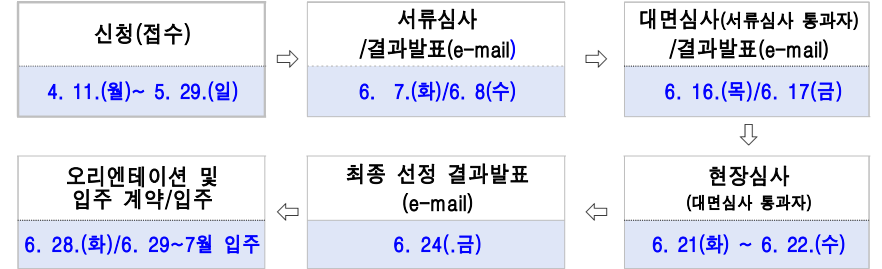 신청(접수)
4. 11.(월)~ 5. 29.(일)
서류심사
/결과발표(e-mail)
6. 7.(화)/6. 8(수)
대면심사(서류심사 통과자)
/결과발표(e-mail)
6. 16.(목)/6. 17(금)
현장심사
(대면심사 통과자)
6. 21(화) ~ 6. 22.(수)
최종 선정 결과발표
(e-mail)
6. 24(.금)
오리엔테이션 및
입주 계약/입주
6. 28.(화)/6. 29~7월 입주